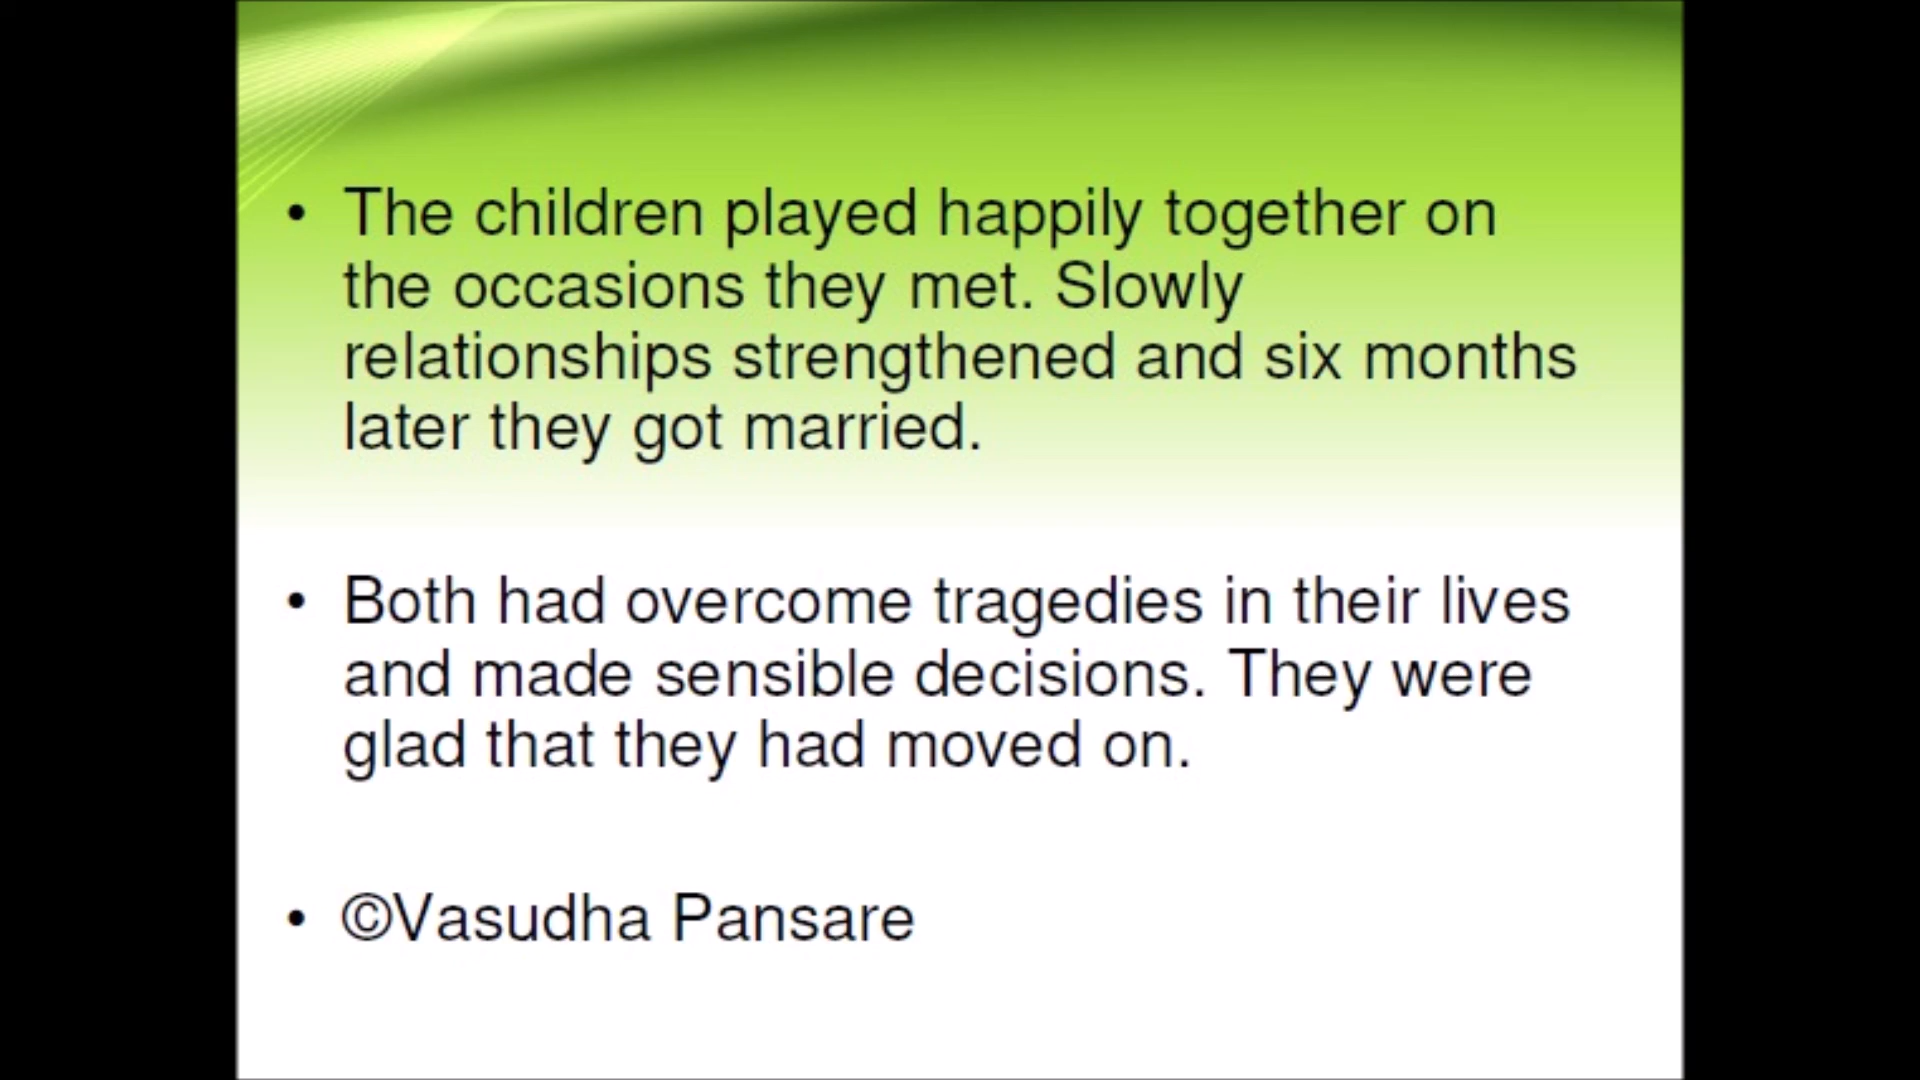 • The children played happily together on
the occasions they met. Slowly
relationships strengthened and six months
later they got married.
• Both had overcome tragedies in their lives
and made sensible decisions. They were
glad that they had moved on.
• ©Vasudha Pansare